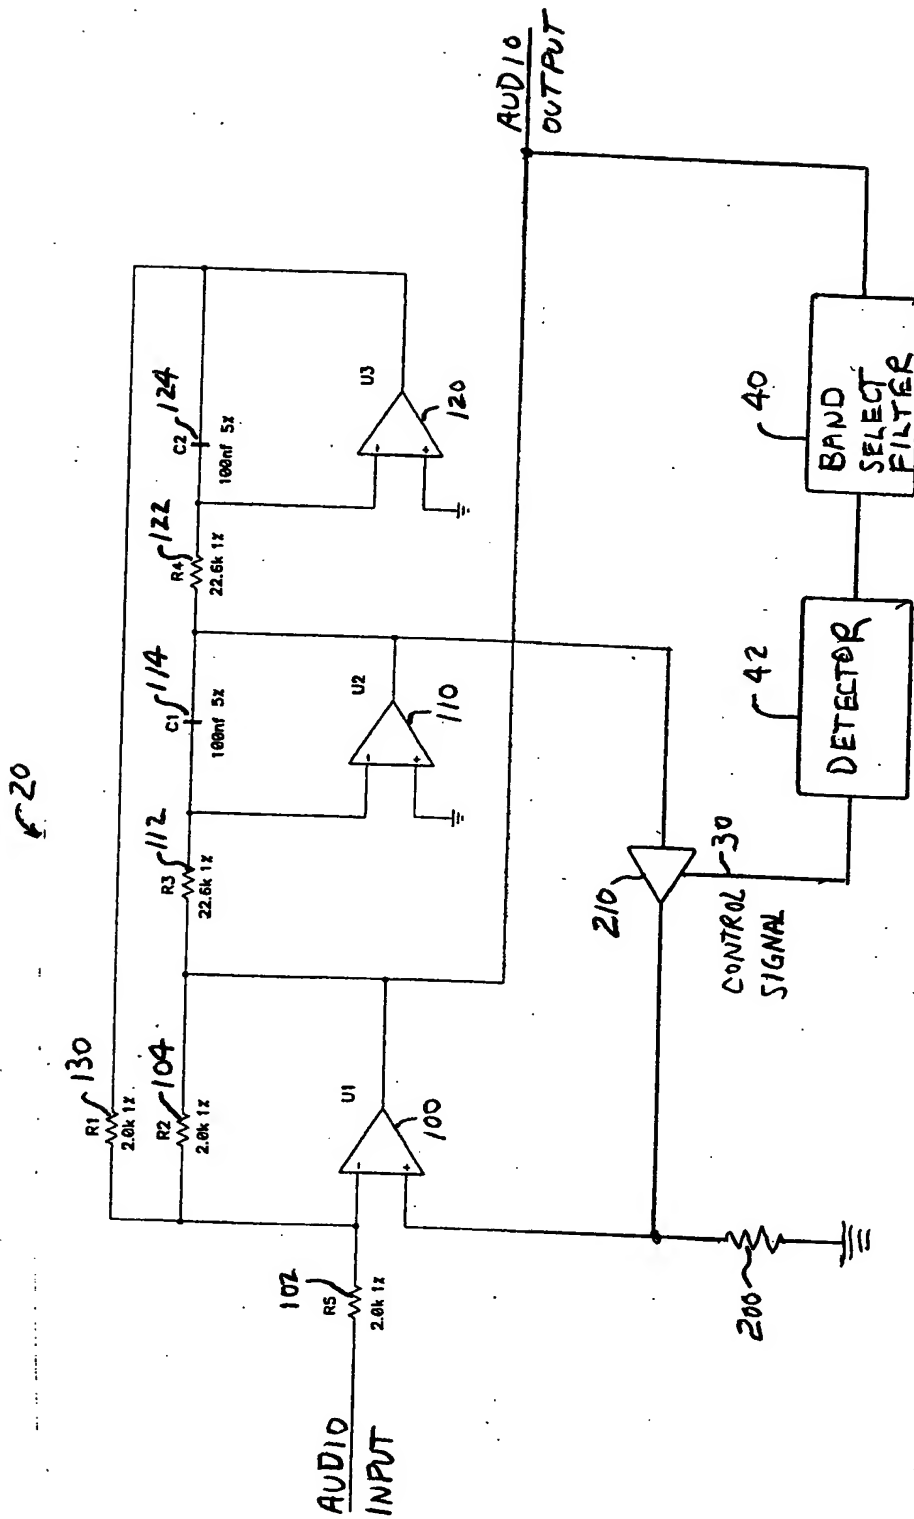 20
R1
130
2.0k 1%
R2
104
2.0k 1%
R3
112
22.6k 1%
C1
114
100nf 5%
R4
122
22.6k 1%
C2
124
100nf 5%
U1
100
U2
110
U3
120
102
R5
2.0k 1%
AUDIO
INPUT
AUDIO
OUTPUT
210
30
CONTROL
SIGNAL
200
42
DETECTOR
40
BAND
SELECT
FILTER